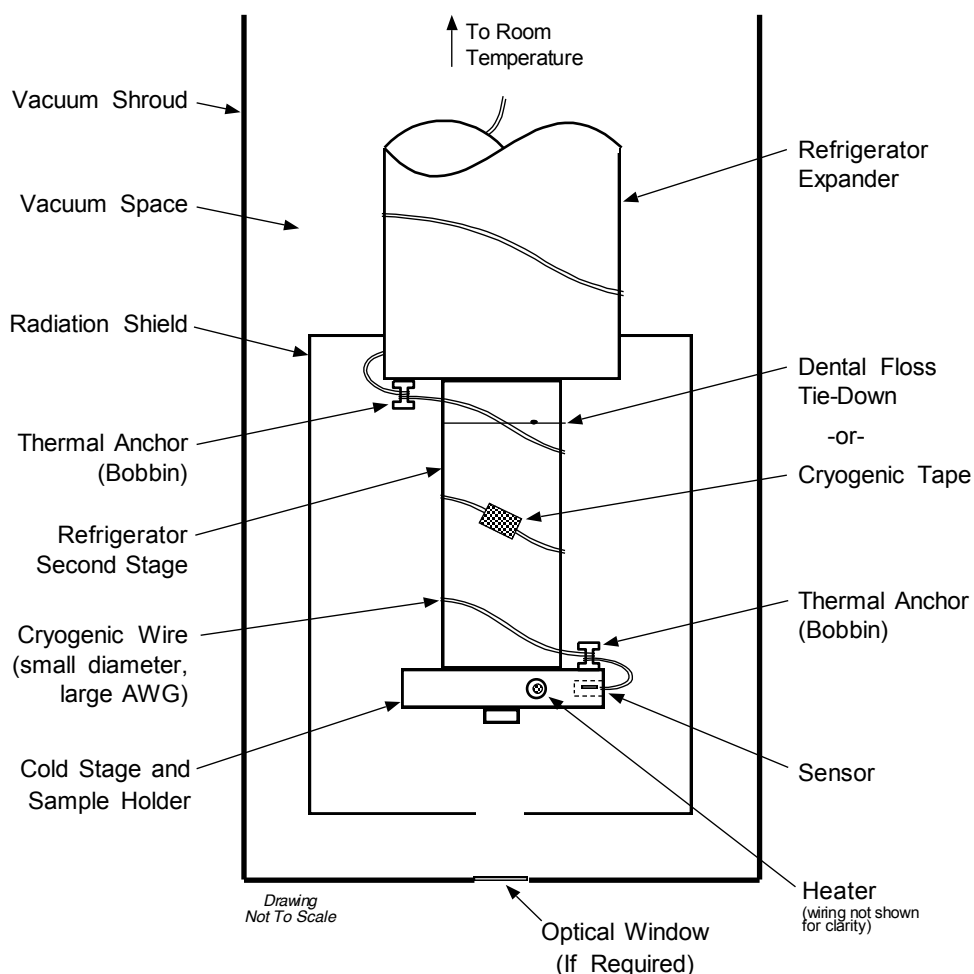 To Room
Temperature
Vacuum Shroud
Vacuum Space
Radiation Shield
Thermal Anchor
(Bobbin)
Refrigerator
Second Stage
Cryogenic Wire
(small diameter,
large AWG)
Cold Stage and
Sample Holder
Drawing
Not To Scale
Refrigerator
Expander
Dental Floss
Tie-Down
-or-
Cryogenic Tape
Thermal Anchor
(Bobbin)
Sensor
Heater
(wiring not shown
for clarity)
Optical Window
(If Required)